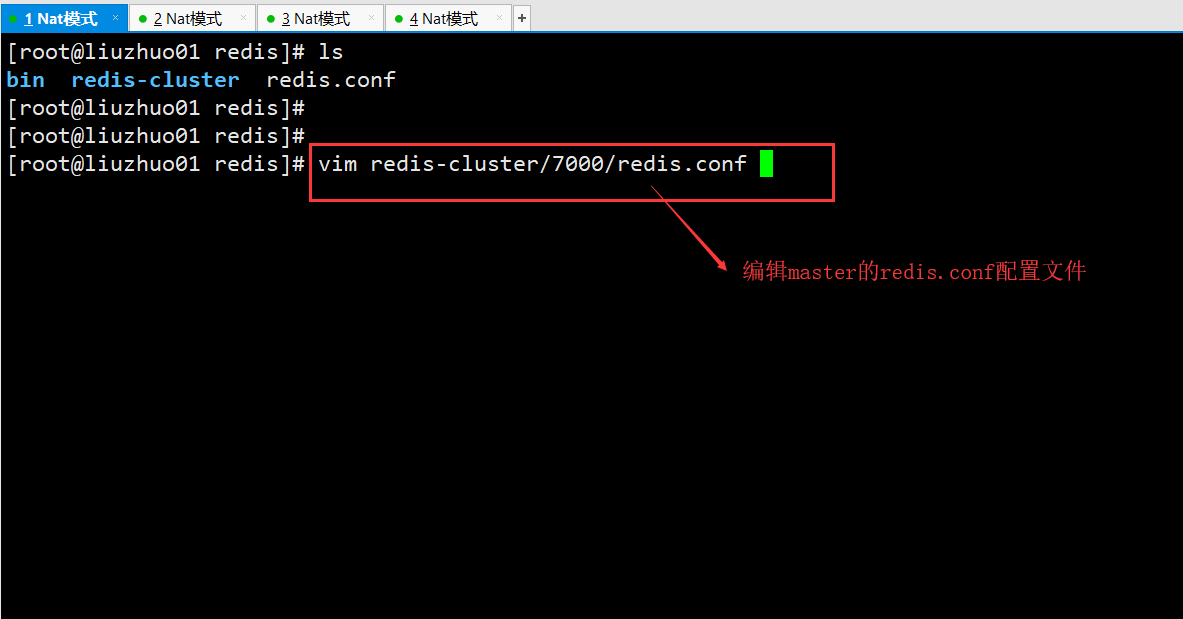 1 Nat模式 × 2 Nat模式 × 3 Nat模式 × 4 Nat模式 × +
[root@liuzhuo01 redis]# ls
bin  redis-cluster  redis.conf
[root@liuzhuo01 redis]#
[root@liuzhuo01 redis]#
[root@liuzhuo01 redis]# vim redis-cluster/7000/redis.conf
编辑master的redis.conf配置文件